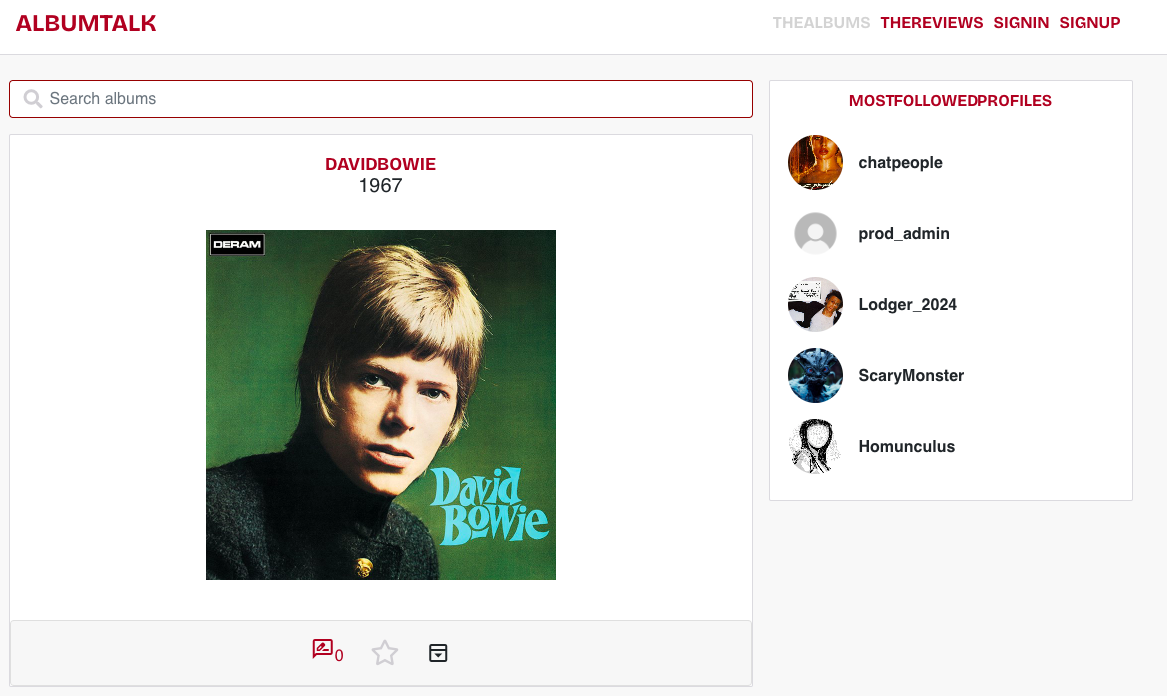 ALBUMTALK
THEALBUMS THEREVIEWS SIGNIN SIGNUP
Search albums
DAVIDBOWIE
1967
DERAM
David
Bowie
0
MOSTFOLLOWEDPROFILES
chatpeople
prod_admin
Lodger_2024
ScaryMonster
Homunculus